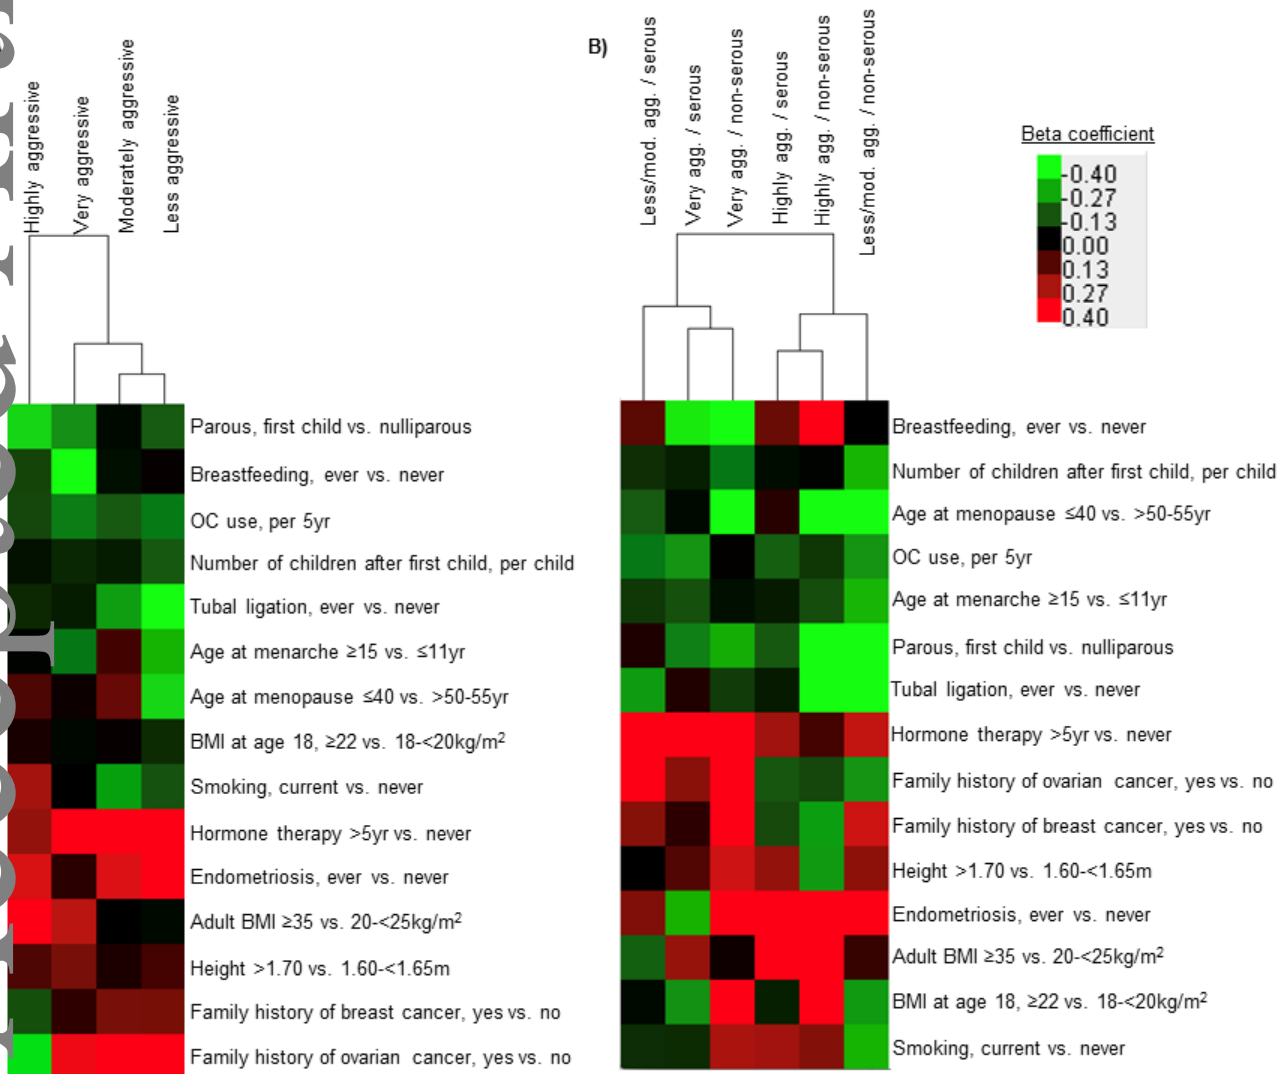 Highly aggressive
Very aggressive
Moderately aggressive
Less aggressive
Parous, first child vs. nulliparous
Breastfeeding, ever vs. never
OC use, per 5yr
Number of children after first child, per child
Tubal ligation, ever vs. never
Age at menarche ≥15 vs. ≤11yr
Age at menopause ≤40 vs. >50-55yr
BMI at age 18, ≥22 vs. 18-<20kg/m²
Smoking, current vs. never
Hormone therapy >5yr vs. never
Endometriosis, ever vs. never
Adult BMI ≥35 vs. 20-<25kg/m²
Height >1.70 vs. 1.60-<1.65m
Family history of breast cancer, yes vs. no
Family history of ovarian cancer, yes vs. no
B)
Less/mod. agg. / serous
Very agg. / serous
Very agg. / non-serous
Highly agg. / serous
Highly agg. / non-serous
Less/mod. agg. / non-serous
Breastfeeding, ever vs. never
Number of children after first child, per child
Age at menopause ≤40 vs. >50-55yr
OC use, per 5yr
Age at menarche ≥15 vs. ≤11yr
Parous, first child vs. nulliparous
Tubal ligation, ever vs. never
Hormone therapy >5yr vs. never
Family history of ovarian cancer, yes vs. no
Family history of breast cancer, yes vs. no
Height >1.70 vs. 1.60-<1.65m
Endometriosis, ever vs. never
Adult BMI ≥35 vs. 20-<25kg/m²
BMI at age 18, ≥22 vs. 18-<20kg/m²
Smoking, current vs. never
Beta coefficient
-0.40
-0.27
-0.13
0.00
0.13
0.27
0.40